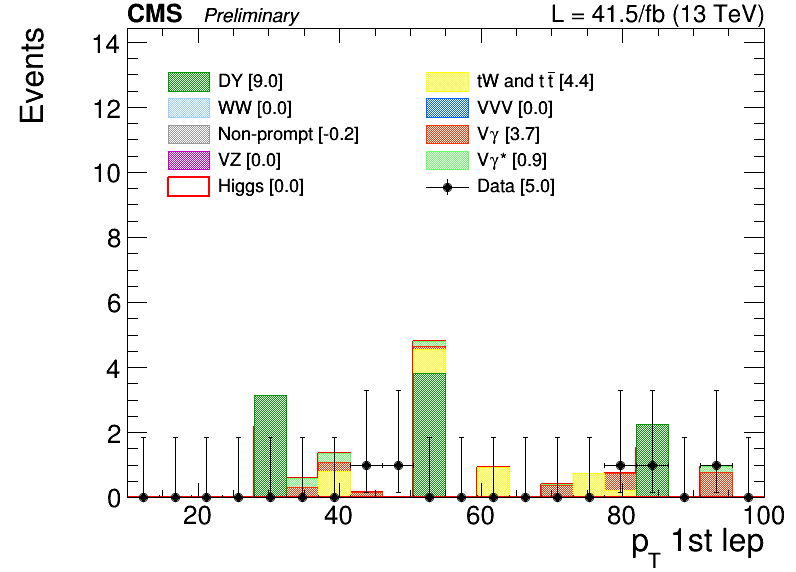 CMS Preliminary L = 41.5/fb (13 TeV)
Events
14
12
10
8
6
4
2
0
DY [9.0]
WW [0.0]
Non-prompt [-0.2]
VZ [0.0]
Higgs [0.0]
tW and tt̅ [4.4]
VVV [0.0]
Vγ [3.7]
Vγ* [0.9]
Data [5.0]
20 40 60 80 100
p_T 1st lep